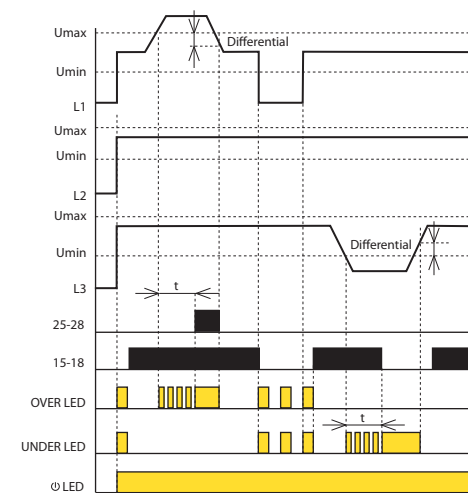 Umax
Differential
Umin
L1
Umax
Umin
L2
Umax
Umin
Differential
L3
t
25-28
15-18
OVER LED
t
UNDER LED
⏻ LED